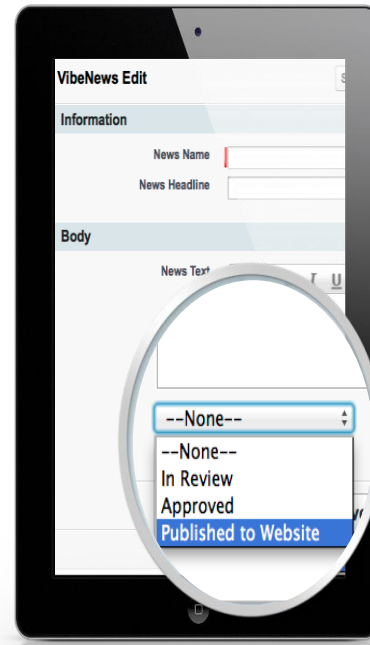 VibeNews Edit
S
Information
News Name
News Headline
Body
News Text
I U
--None--
--None--
In Review
Approved
Published to Website